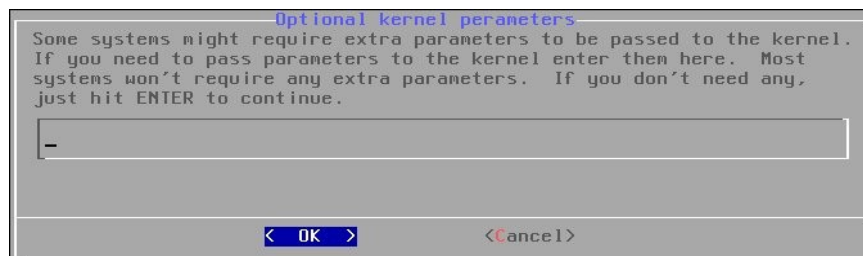 Optional kernel perameters
Some systems might require extra parameters to be passed to the kernel.
If you need to pass parameters to the kernel enter them here.  Most
systems won't require any extra parameters.  If you don't need any,
just hit ENTER to continue.
_
<  OK  > <Cancel>